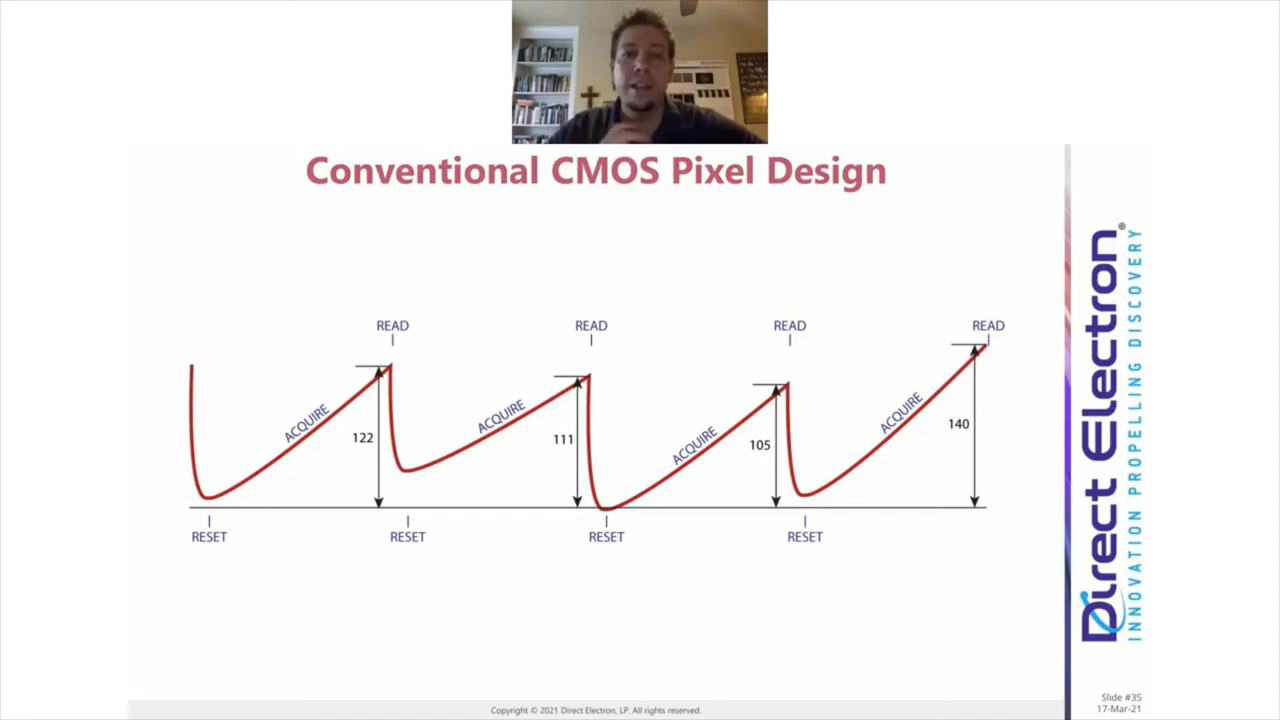 Conventional CMOS Pixel Design
READ
READ
READ
READ
ACQUIRE
ACQUIRE
ACQUIRE
ACQUIRE
122
111
105
140
RESET
RESET
RESET
RESET
Direct Electron®
INNOVATION PROPELLING DISCOVERY
Slide #35
17-Mar-21
Copyright © 2021 Direct Electron, LP. All rights reserved.